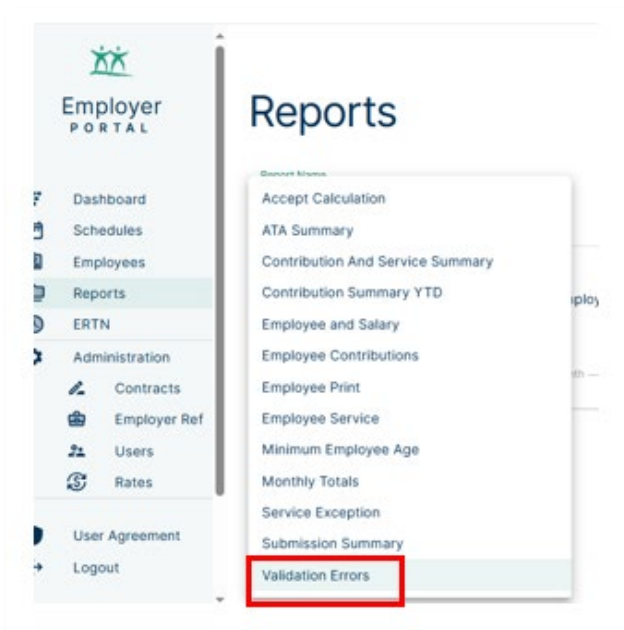 Employer
PORTAL
Dashboard
Schedules
Employees
Reports
ERTN
Administration
Contracts
Employer Ref
Users
Rates
User Agreement
Logout
Reports
Report Name
Accept Calculation
ATA Summary
Contribution And Service Summary
Contribution Summary YTD
Employee and Salary
Employee Contributions
Employee Print
Employee Service
Minimum Employee Age
Monthly Totals
Service Exception
Submission Summary
Validation Errors